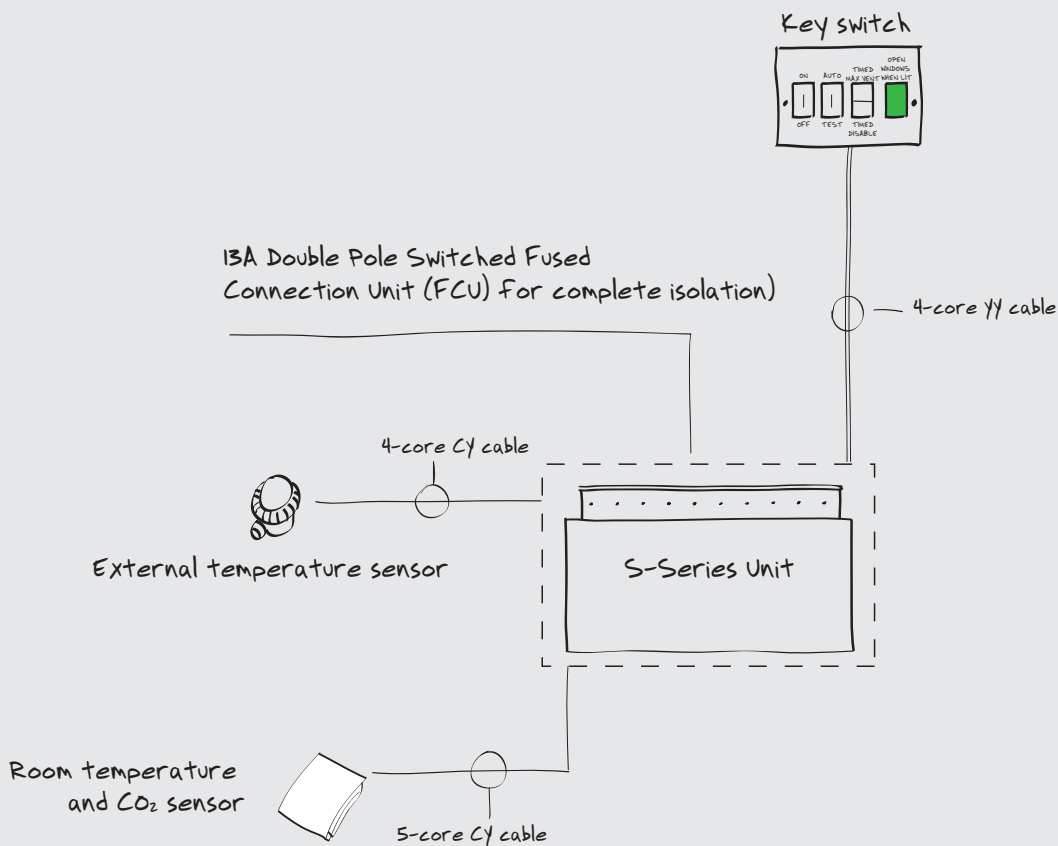 Key switch
ON
AUTO
TIMED
MAX VENT
OPEN
WINDOWS
WHEN LIT
OFF
TEST
TIMED
DISABLE
13A Double Pole Switched Fused
Connection Unit (FCU) for complete isolation)
4-core YY cable
4-core CY cable
External temperature sensor
S-Series Unit
Room temperature
and CO₂ sensor
5-core CY cable